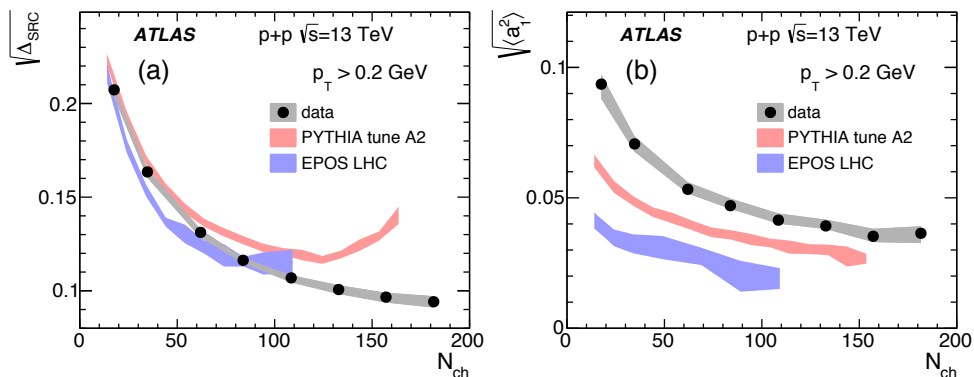 √Δ_SRC
ATLAS p+p √s=13 TeV
(a) p_T > 0.2 GeV
data
PYTHIA tune A2
EPOS LHC
0.2
0.15
0.1
0 50 100 150 200
N_ch
√⟨a_1^2⟩
ATLAS p+p √s=13 TeV
(b) p_T > 0.2 GeV
data
PYTHIA tune A2
EPOS LHC
0.1
0.05
0
0 50 100 150 200
N_ch